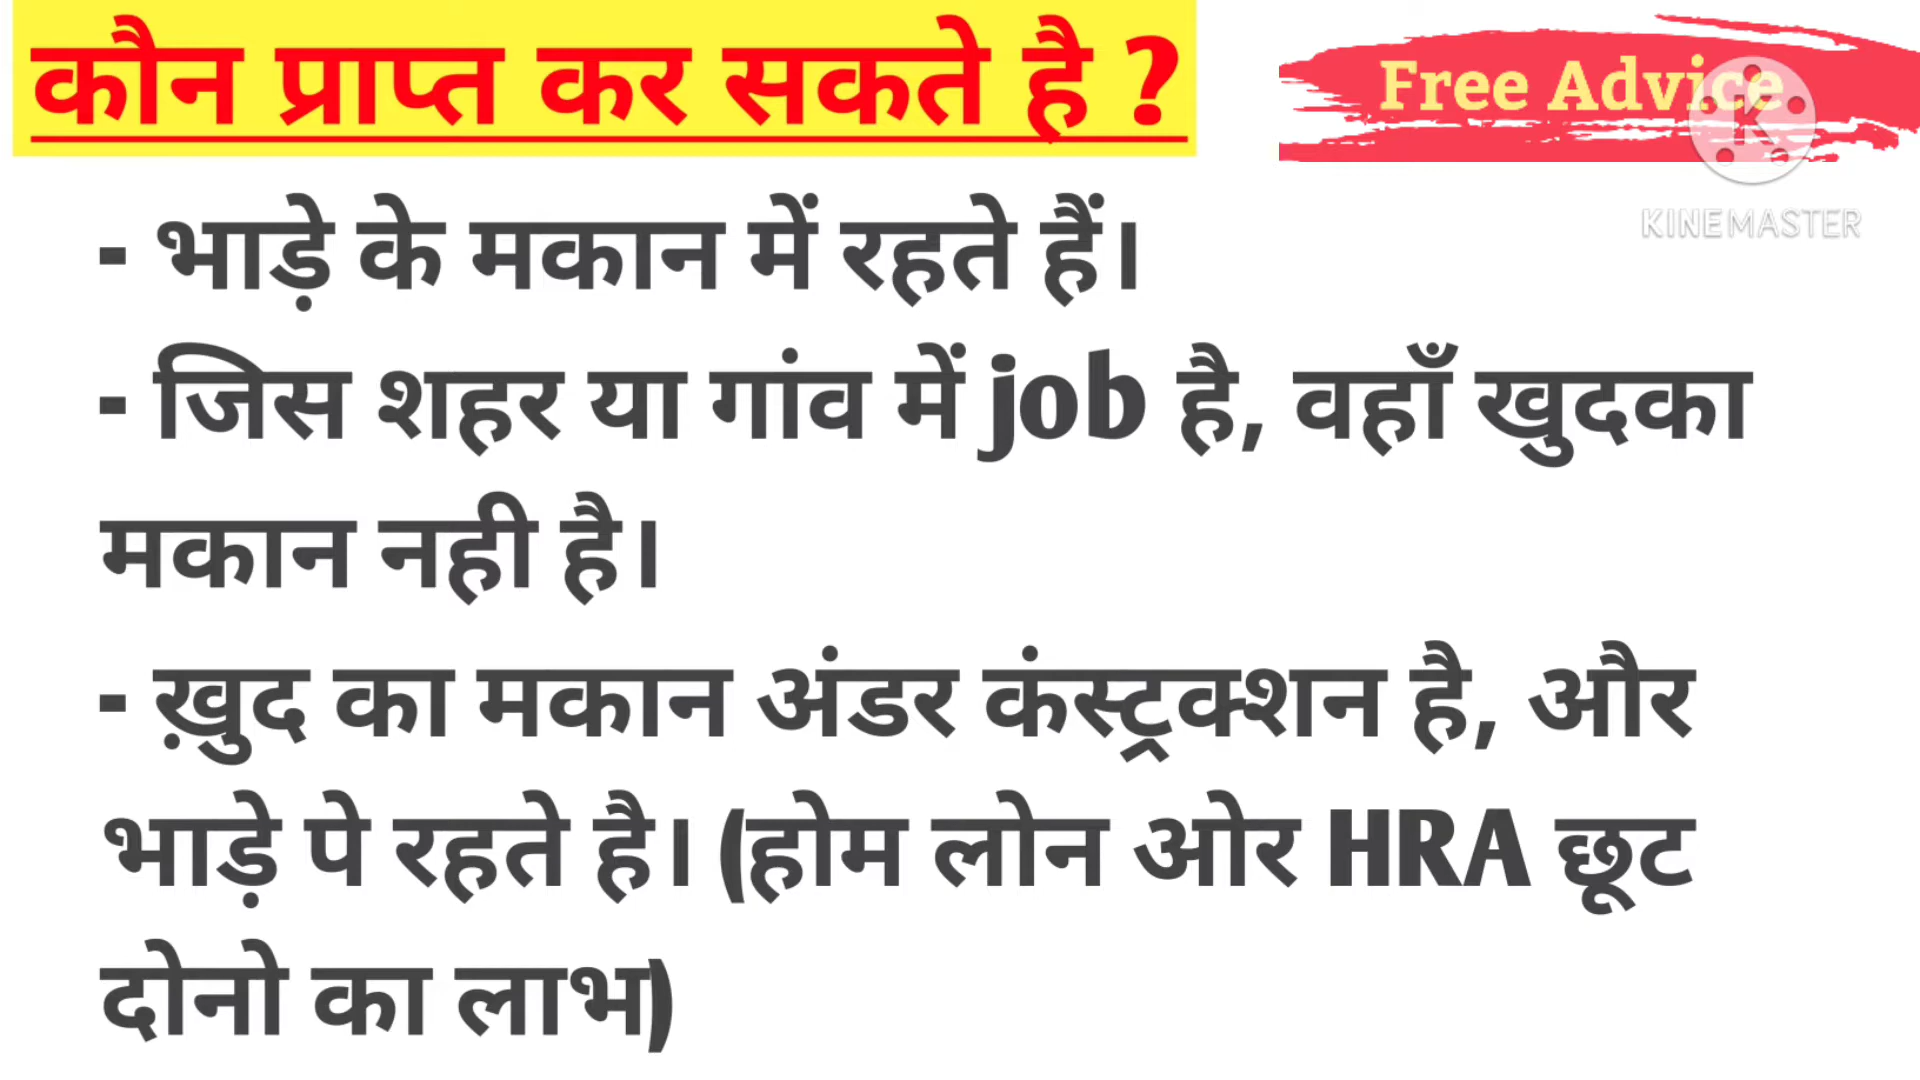 कौन प्राप्त कर सकते है ?
Free Advice
KINEMASTER
- भाड़े के मकान में रहते हैं।
- जिस शहर या गांव में job है, वहाँ खुदका
मकान नही है।
- ख़ुद का मकान अंडर कंस्ट्रक्शन है, और
भाड़े पे रहते है। (होम लोन ओर HRA छूट
दोनो का लाभ)